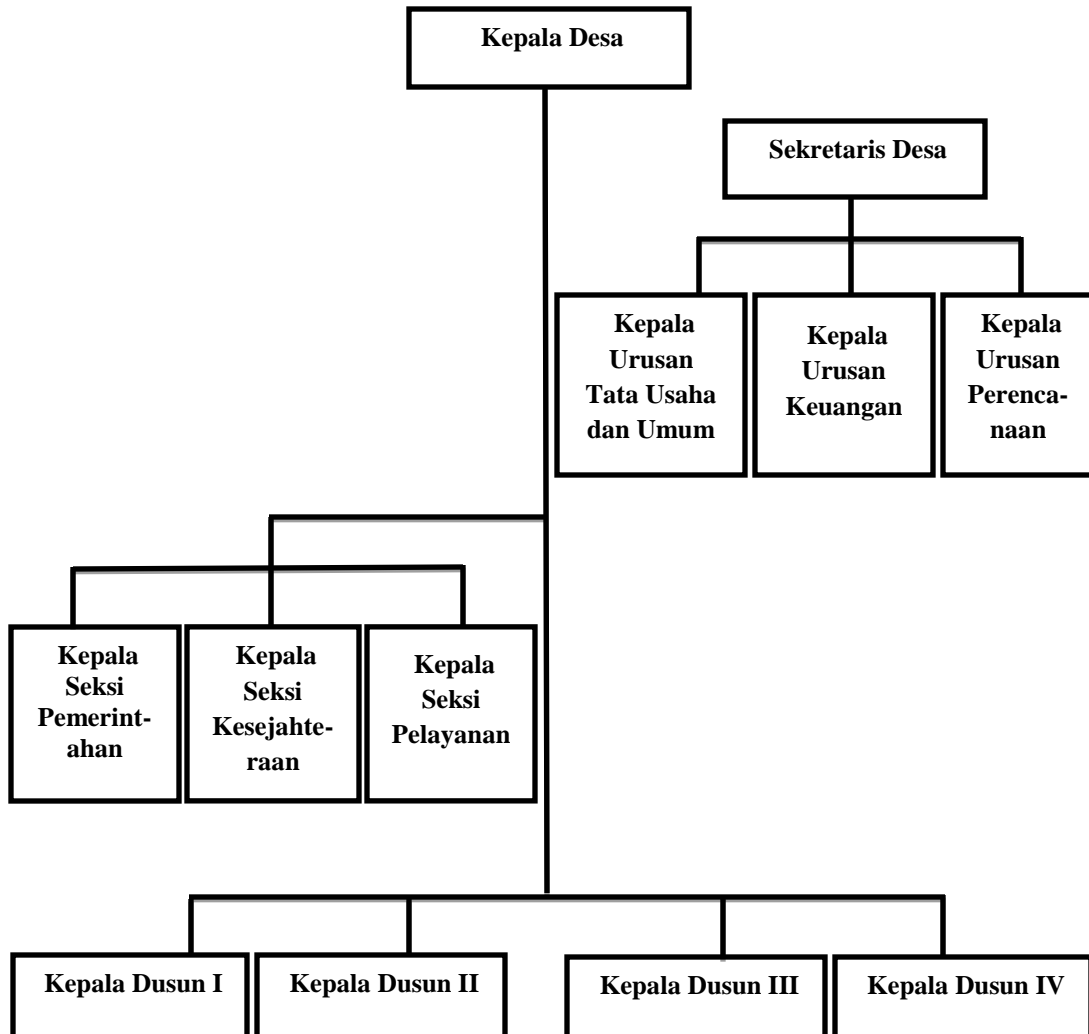 Kepala Desa
Sekretaris Desa
Kepala
Urusan
Tata Usaha
dan Umum
Kepala
Urusan
Keuangan
Kepala
Urusan
Perenca-
naan
Kepala
Seksi
Pemerint-
ahan
Kepala
Seksi
Kesejahte-
raan
Kepala
Seksi
Pelayanan
Kepala Dusun I
Kepala Dusun II
Kepala Dusun III
Kepala Dusun IV